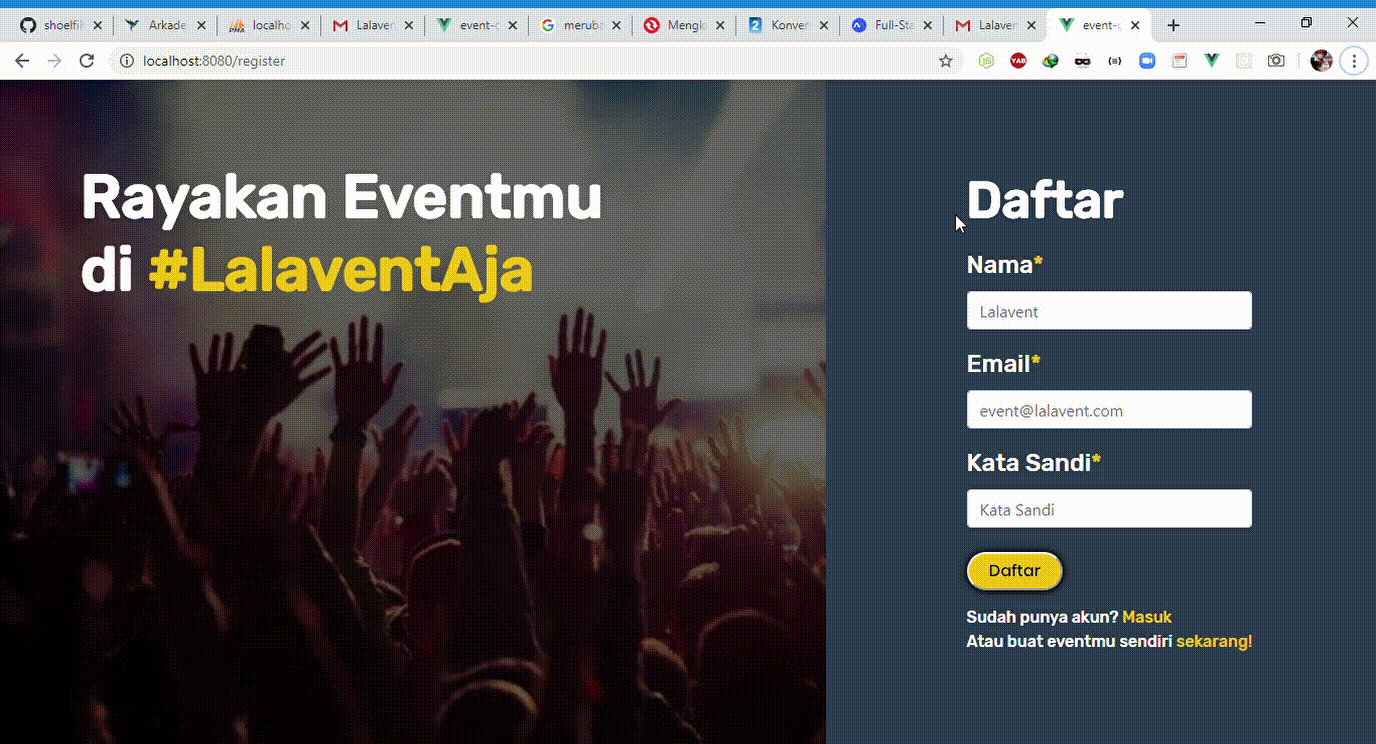 shoelfi
Arkade
localho
Lalaven
event-o
meruba
Mengk
Konver
Full-Sta
Lalaven
event-o
localhost:8080/register
Rayakan Eventmu
di #LalaventAja
Daftar
Nama*
Lalavent
Email*
event@lalavent.com
Kata Sandi*
Kata Sandi
Daftar
Sudah punya akun? Masuk
Atau buat eventmu sendiri sekarang!